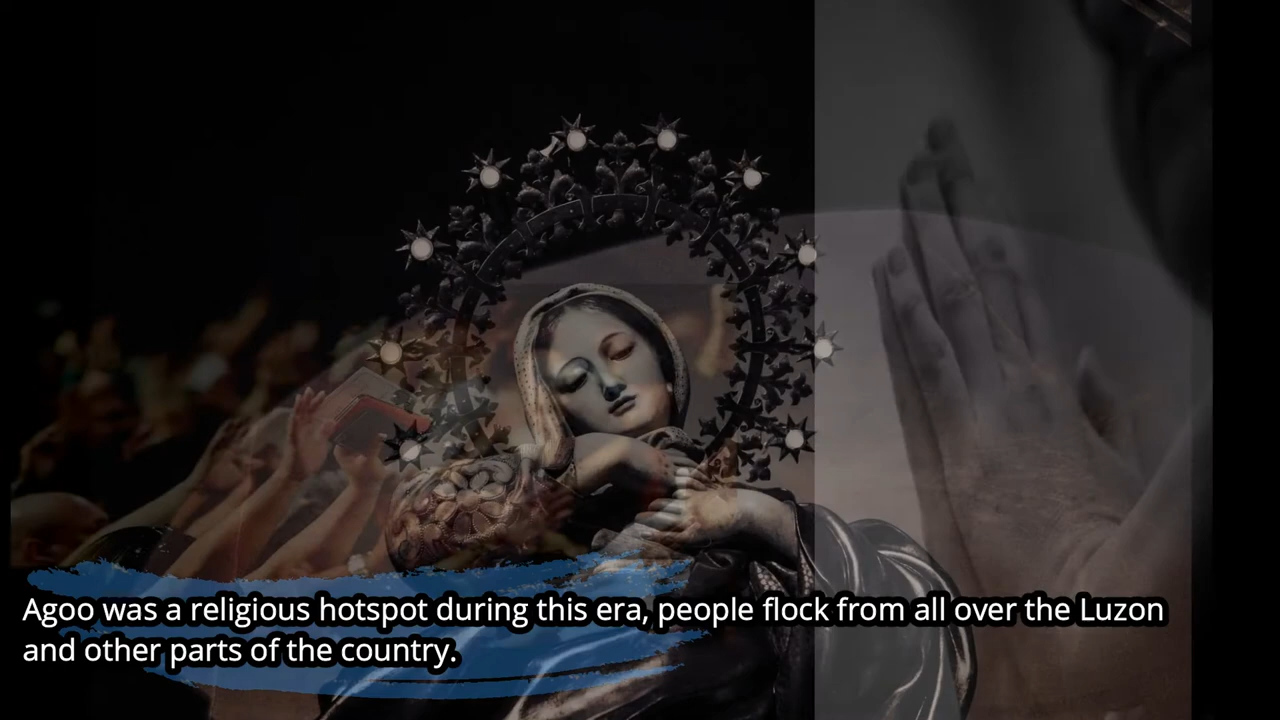 Agoo was a religious hotspot during this era, people flock from all over the Luzon
and other parts of the country.